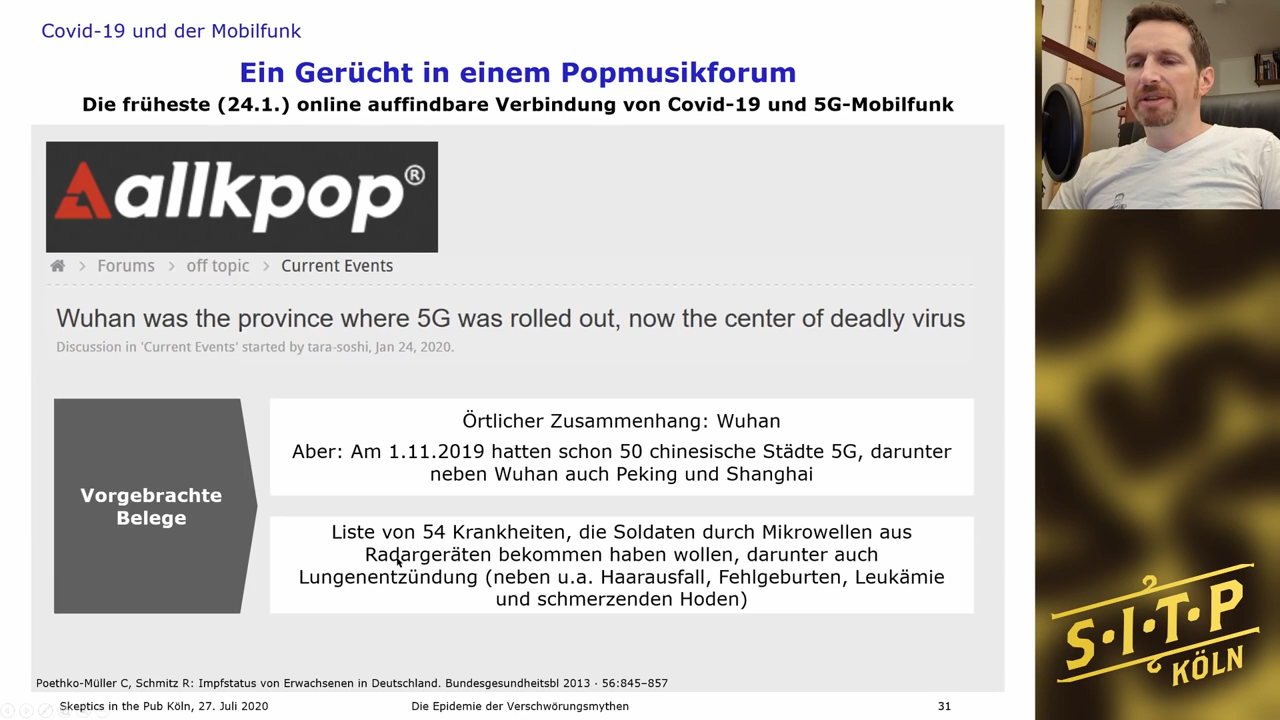 Covid-19 und der Mobilfunk
Ein Gerücht in einem Popmusikforum
Die früheste (24.1.) online auffindbare Verbindung von Covid-19 und 5G-Mobilfunk
allkpop®
Forums > off topic > Current Events
Wuhan was the province where 5G was rolled out, now the center of deadly virus
Discussion in 'Current Events' started by tara-soshi, Jan 24, 2020.
Vorgebrachte
Belege
Örtlicher Zusammenhang: Wuhan
Aber: Am 1.11.2019 hatten schon 50 chinesische Städte 5G, darunter
neben Wuhan auch Peking und Shanghai
Liste von 54 Krankheiten, die Soldaten durch Mikrowellen aus
Radargeräten bekommen haben wollen, darunter auch
Lungenentzündung (neben u.a. Haarausfall, Fehlgeburten, Leukämie
und schmerzenden Hoden)
Poethko-Müller C, Schmitz R: Impfstatus von Erwachsenen in Deutschland. Bundesgesundheitsbl 2013 · 56:845–857
Skeptics in the Pub Köln, 27. Juli 2020
Die Epidemie der Verschwörungsmythen
31
S·I·T·P
KÖLN